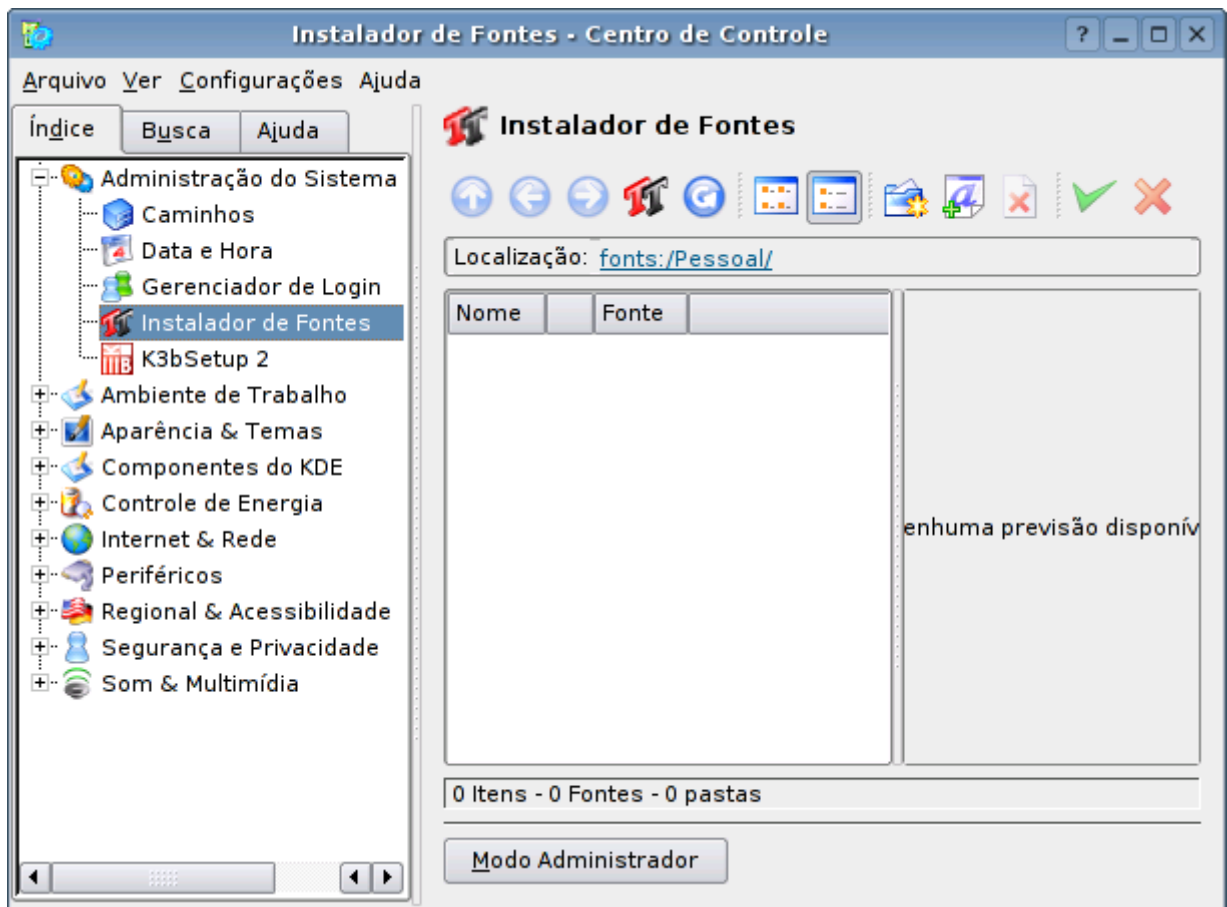 Instalador de Fontes - Centro de Controle
Arquivo Ver Configurações Ajuda
Índice Busca Ajuda
Administração do Sistema
Caminhos
Data e Hora
Gerenciador de Login
Instalador de Fontes
K3bSetup 2
Ambiente de Trabalho
Aparência & Temas
Componentes do KDE
Controle de Energia
Internet & Rede
Periféricos
Regional & Acessibilidade
Segurança e Privacidade
Som & Multimídia
Instalador de Fontes
Localização: fonts:/Pessoal/
Nome Fonte
enhuma previsão disponív
0 Itens - 0 Fontes - 0 pastas
Modo Administrador